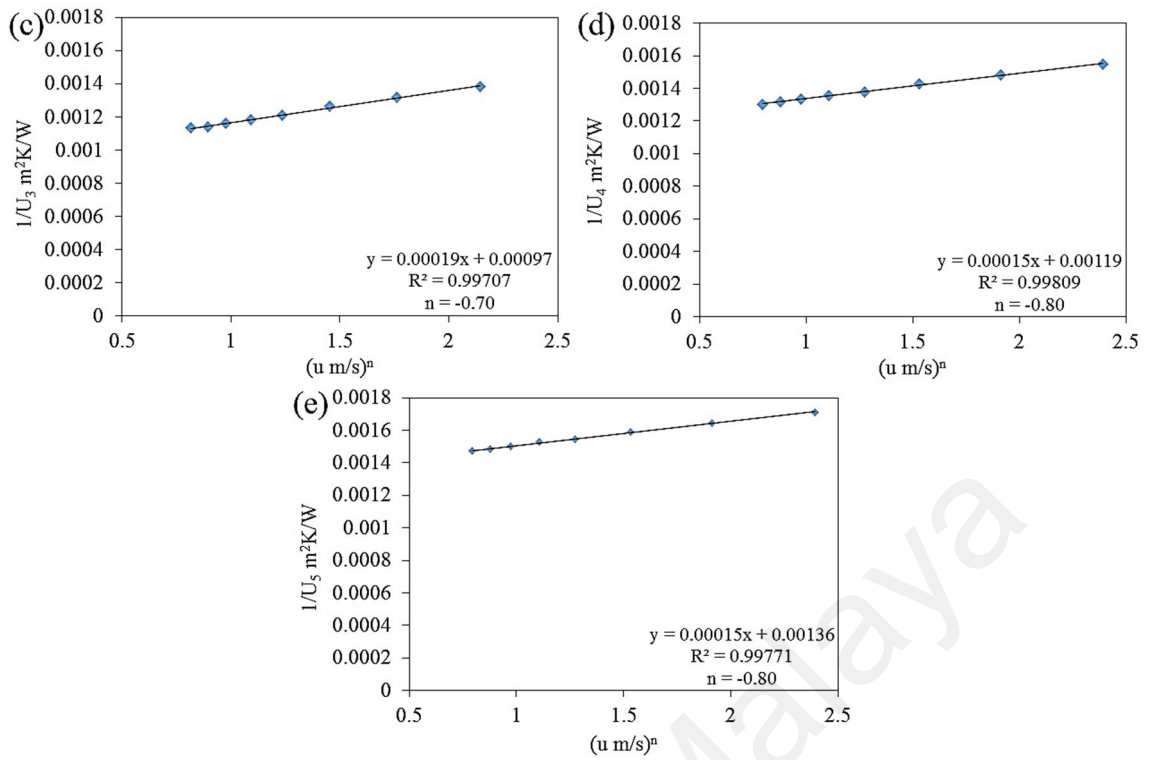 (c)
0.0018
0.0016
0.0014
0.0012
0.001
0.0008
0.0006
0.0004
0.0002
0
1/U₃ m²K/W
y = 0.00019x + 0.00097
R² = 0.99707
n = -0.70
0.5 1 1.5 2 2.5
(u m/s)ⁿ
(d)
0.0018
0.0016
0.0014
0.0012
0.001
0.0008
0.0006
0.0004
0.0002
0
1/U₄ m²K/W
y = 0.00015x + 0.00119
R² = 0.99809
n = -0.80
0.5 1 1.5 2 2.5
(u m/s)ⁿ
(e)
0.0018
0.0016
0.0014
0.0012
0.001
0.0008
0.0006
0.0004
0.0002
0
1/U₅ m²K/W
y = 0.00015x + 0.00136
R² = 0.99771
n = -0.80
0.5 1 1.5 2 2.5
(u m/s)ⁿ
Malaya